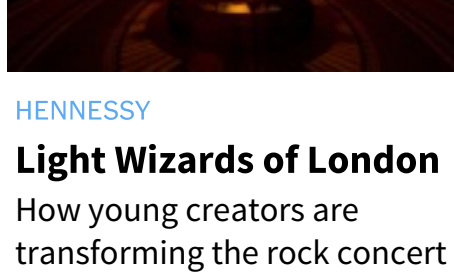 HENNESSY
Light Wizards of London
How young creators are
transforming the rock concert